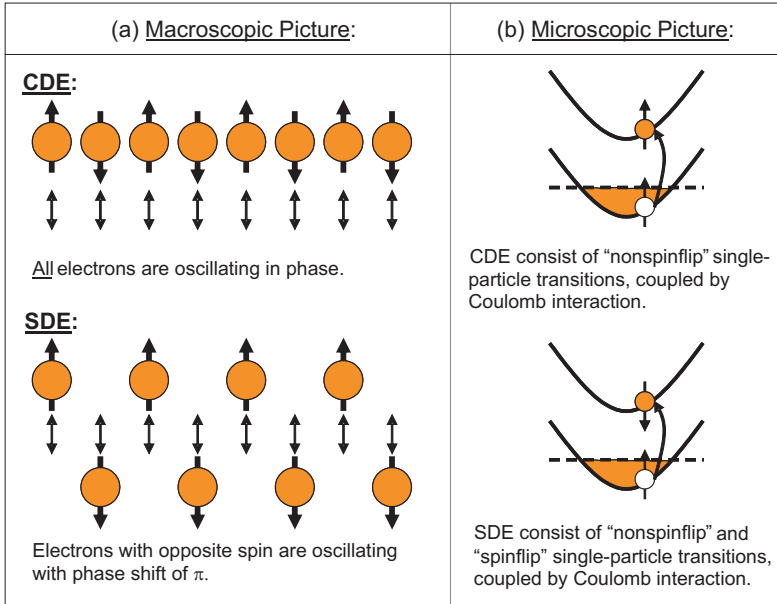 (a) Macroscopic Picture:
CDE:
All electrons are oscillating in phase.
SDE:
Electrons with opposite spin are oscillating
with phase shift of π.
(b) Microscopic Picture:
CDE consist of “nonspinflip” single-
particle transitions, coupled by
Coulomb interaction.
SDE consist of “nonspinflip” and
“spinflip” single-particle transitions,
coupled by Coulomb interaction.